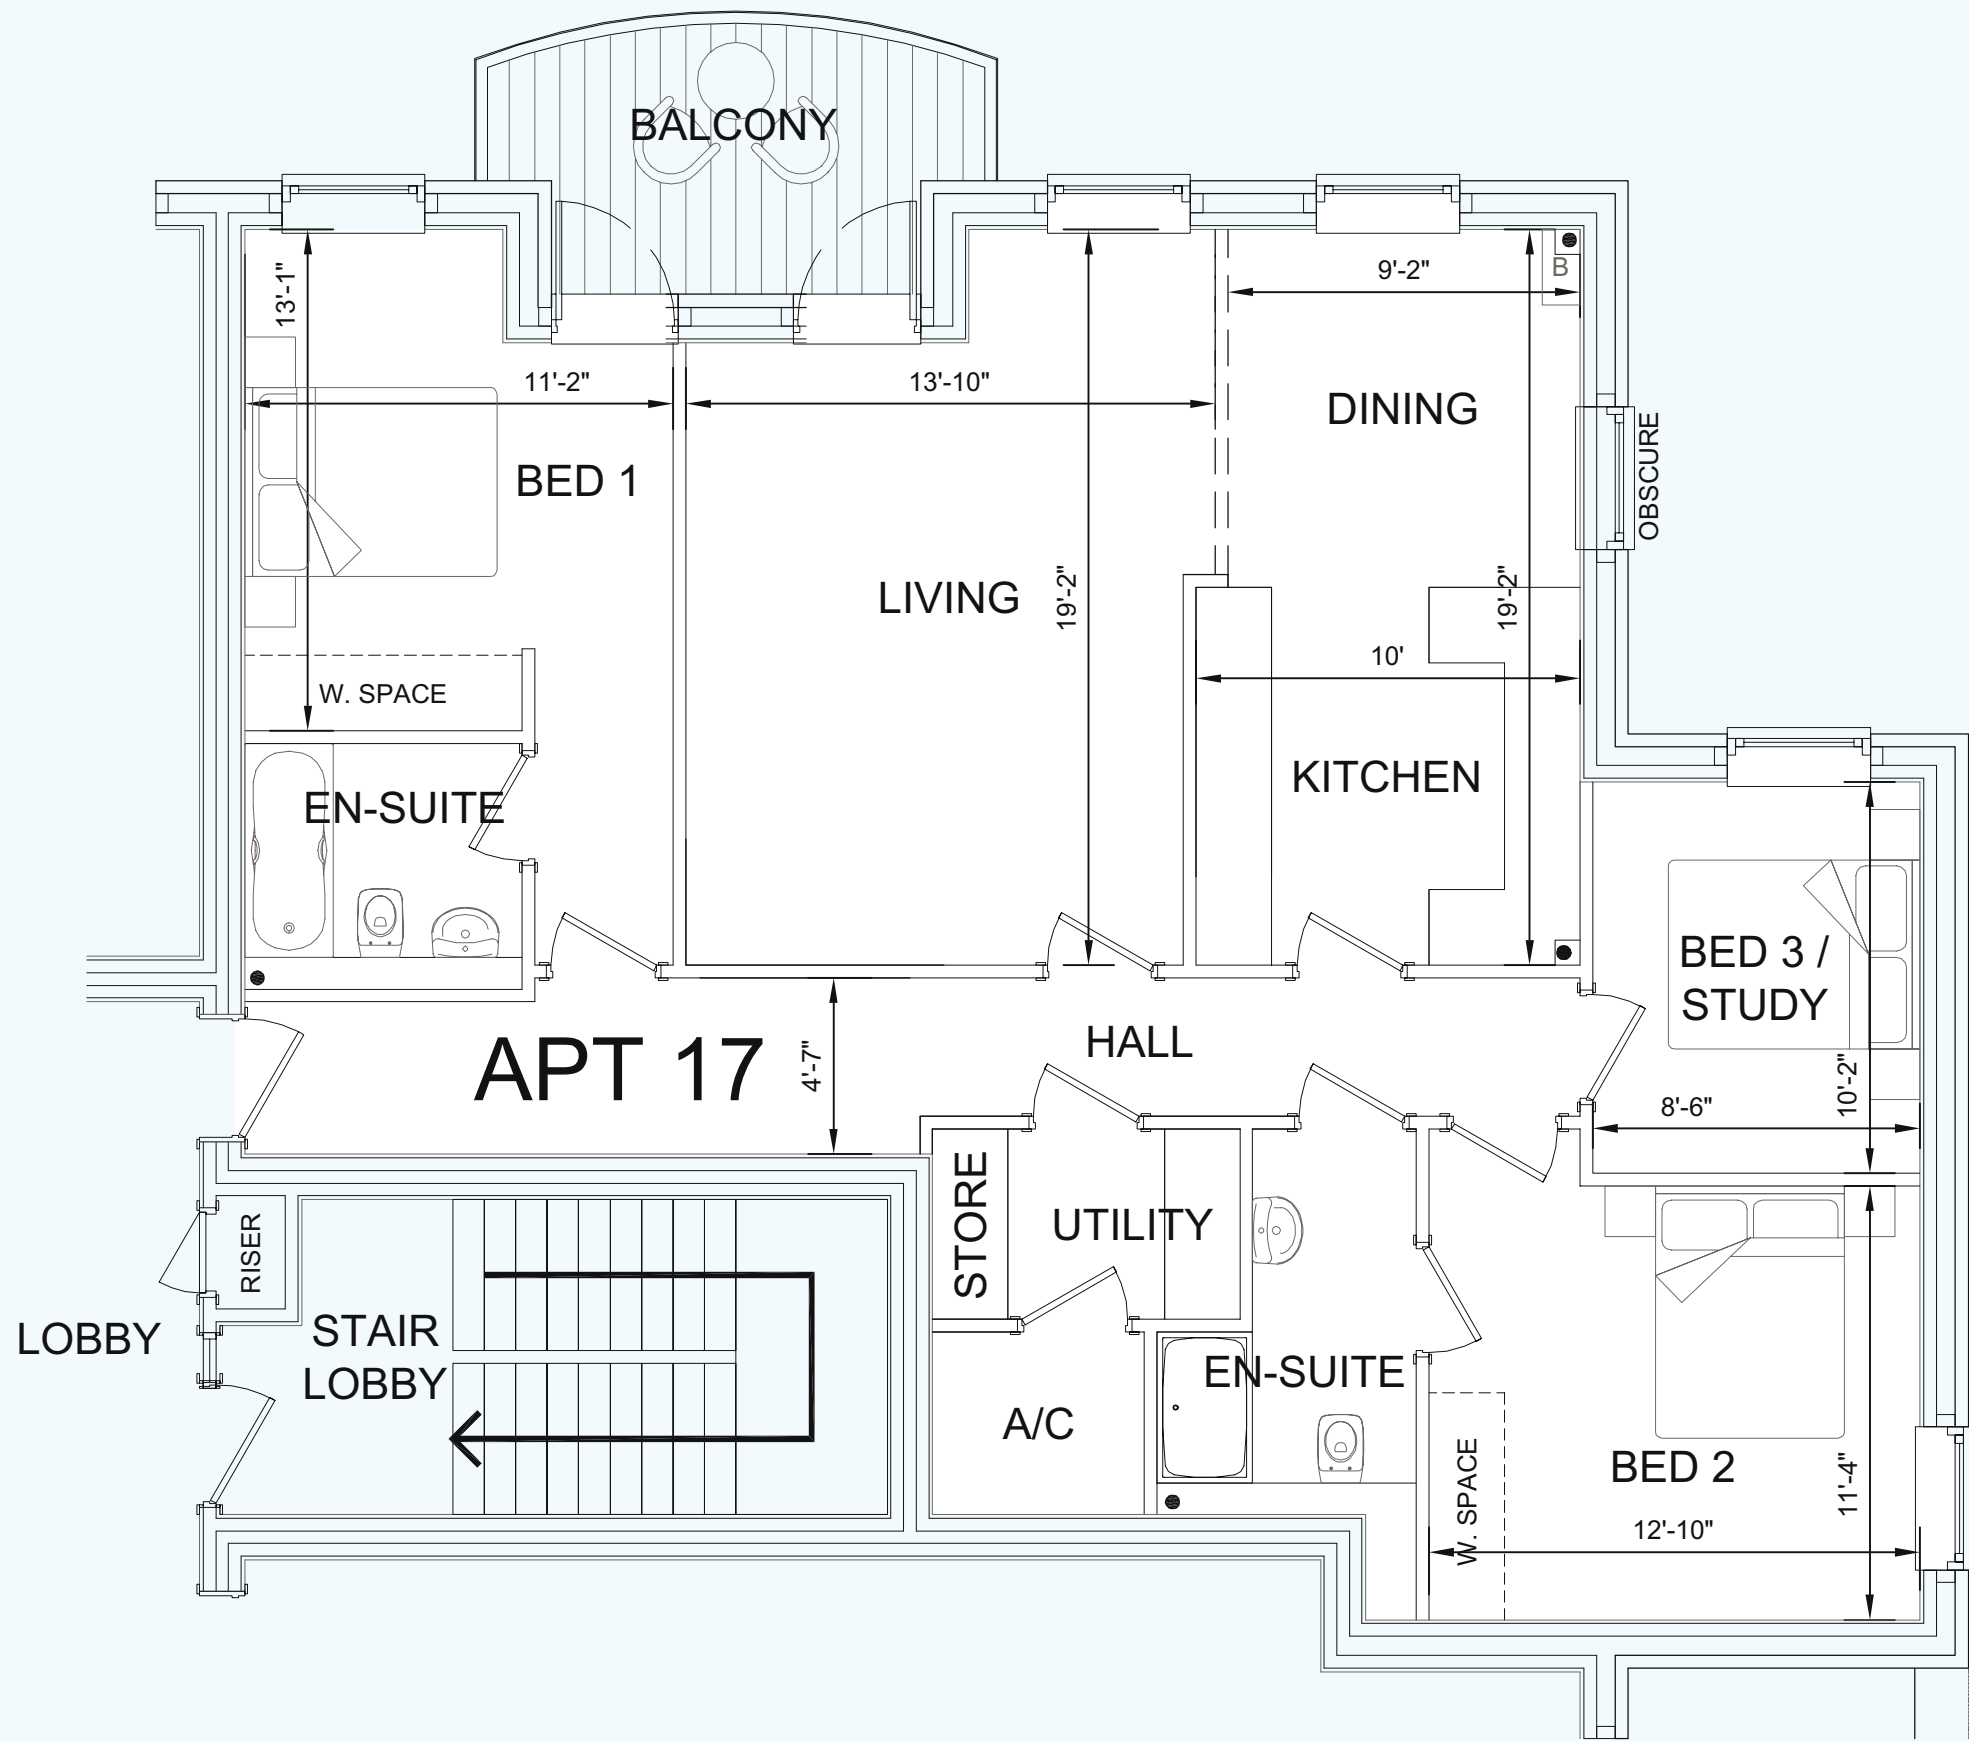 BALCONY
13'-1"
9'-2"
B
11'-2"
13'-10"
DINING
OBSCURE
BED 1
LIVING
19'-2"
19'-2"
10'
W. SPACE
KITCHEN
EN-SUITE
BED 3 /
STUDY
APT 17
4'-7"
HALL
10'-2"
8'-6"
STORE
UTILITY
RISER
LOBBY
STAIR
LOBBY
EN-SUITE
A/C
W. SPACE
BED 2
11'-4"
12'-10"